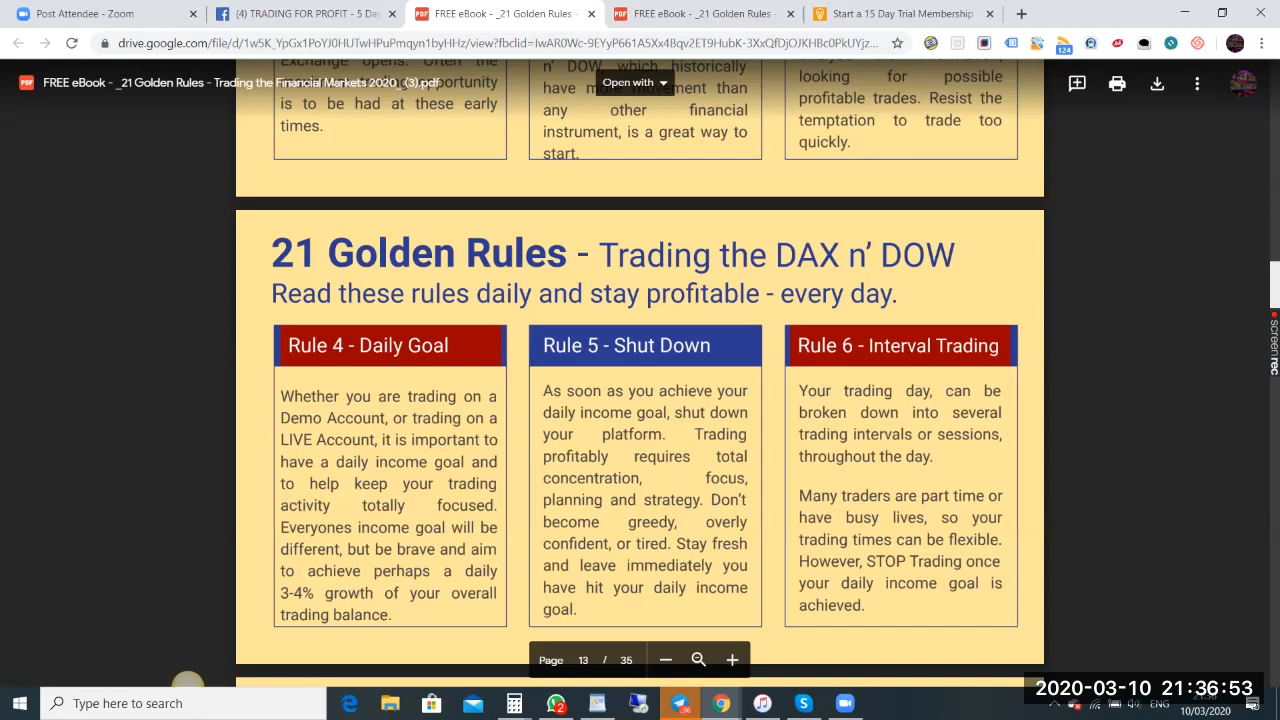 Post Attendee - Zoom
(4) TRADING FOR PROFIT - 5 Day
FREE eBook - _21 Golden Rules -
FREE eBook - _21 Golden Rules -
Start a 15 Day Trial Membership
124
FREE eBook - _21 Golden Rules - Trading the Financial Markets 2020_ (3).pdf
Open with
opportunity
is to be had at these early
times.
n' DOW, which historically
have more movement than
any other financial
instrument, is a great way to
start.
looking for possible
profitable trades. Resist the
temptation to trade too
quickly.
21 Golden Rules - Trading the DAX n' DOW
Read these rules daily and stay profitable - every day.
Rule 4 - Daily Goal
Whether you are trading on a
Demo Account, or trading on a
LIVE Account, it is important to
have a daily income goal and
to help keep your trading
activity totally focused.
Everyones income goal will be
different, but be brave and aim
to achieve perhaps a daily
3-4% growth of your overall
trading balance.
Rule 5 - Shut Down
As soon as you achieve your
daily income goal, shut down
your platform. Trading
profitably requires total
concentration, focus,
planning and strategy. Don't
become greedy, overly
confident, or tired. Stay fresh
and leave immediately you
have hit your daily income
goal.
Rule 6 - Interval Trading
Your trading day, can be
broken down into several
trading intervals or sessions,
throughout the day.
Many traders are part time or
have busy lives, so your
trading times can be flexible.
However, STOP Trading once
your daily income goal is
achieved.
Page 13 / 35
screenrec
Type here to search
2
2020-03-10 21:36:53
ENG
10/03/2020